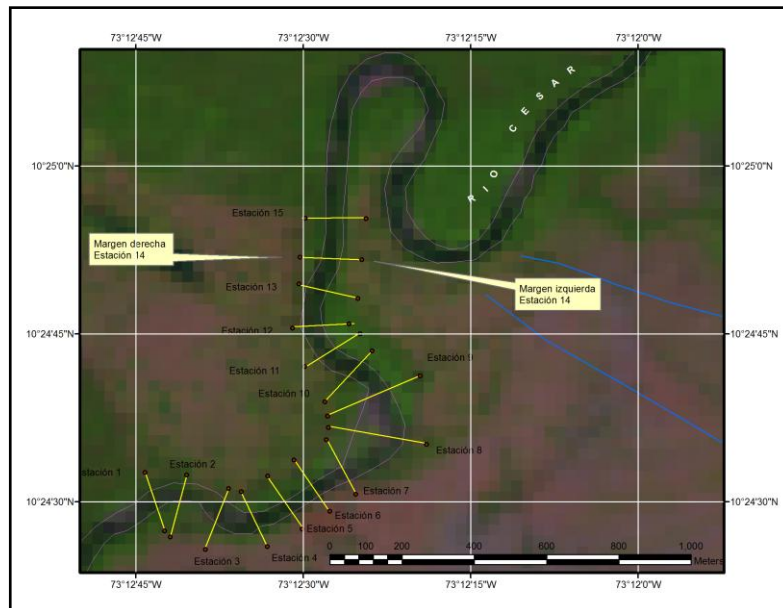 73°12'45"W 73°12'30"W 73°12'15"W 73°12'0"W
RIO CESAR
10°25'0"N 10°25'0"N
Estación 15
Margen derecha
Estación 14
Estación 13
Margen izquierda
Estación 14
Estación 12
10°24'45"N 10°24'45"N
Estación 11
Estación 9
Estación 10
Estación 8
Estación 2
stación 1
Estación 7
10°24'30"N 10°24'30"N
Estación 6
Estación 5
Estación 3
Estación 4
0 100 200 400 600 800 1,000
Meters
73°12'45"W 73°12'30"W 73°12'15"W 73°12'0"W